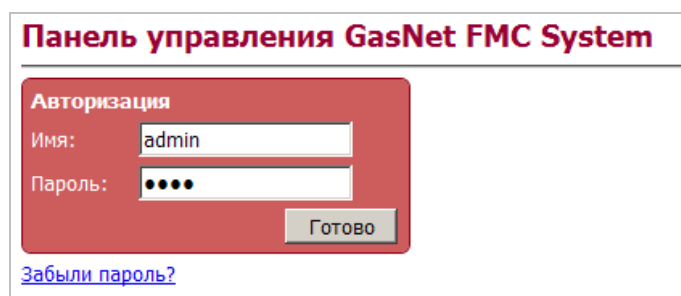 Панель управления GasNet FMC System
Авторизация
Имя: admin
Пароль: ••••
Готово
Забыли пароль?